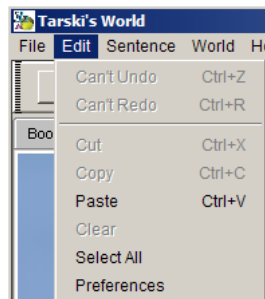 Tarski's World
File Edit Sentence World
Can't Undo Ctrl+Z
Can't Redo Ctrl+R
Boo
Cut Ctrl+X
Copy Ctrl+C
Paste Ctrl+V
Clear
Select All
Preferences